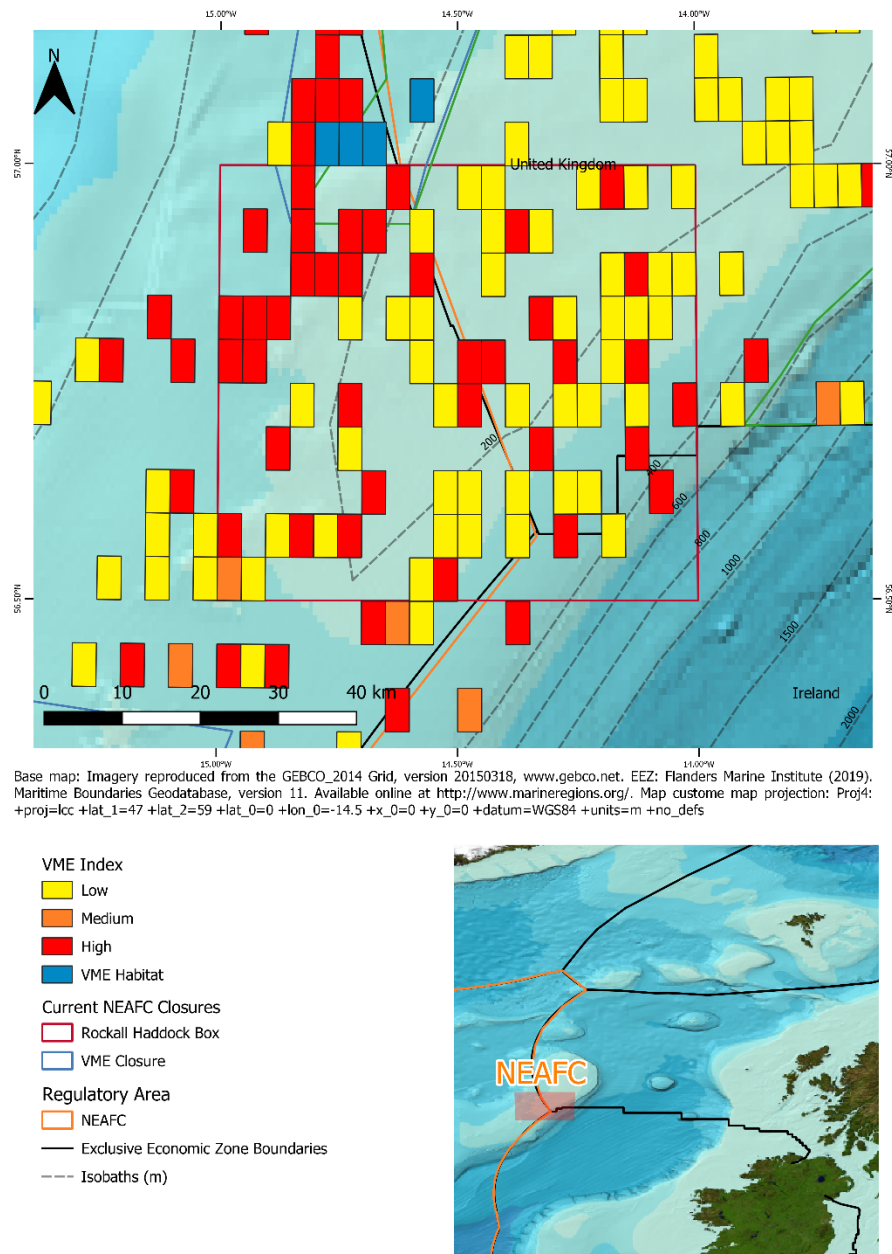 15.00°W 14.50°W 14.00°W
N
57.00°N United Kingdom 57.00°N
200
400
600
800
1000
1500
2000
56.50°N 56.50°N
Ireland
0 10 20 30 40 km
15.00°W 14.50°W 14.00°W
Base map: Imagery reproduced from the GEBCO_2014 Grid, version 20150318, www.gebco.net. EEZ: Flanders Marine Institute (2019).
Maritime Boundaries Geodatabase, version 11. Available online at http://www.marineregions.org/. Map custome map projection: Proj4:
+proj=lcc +lat_1=47 +lat_2=59 +lat_0=0 +lon_0=-14.5 +x_0=0 +y_0=0 +datum=WGS84 +units=m +no_defs
VME Index
Low
Medium
High
VME Habitat
Current NEAFC Closures
Rockall Haddock Box
VME Closure
Regulatory Area
NEAFC
Exclusive Economic Zone Boundaries
Isobaths (m)
NEAFC